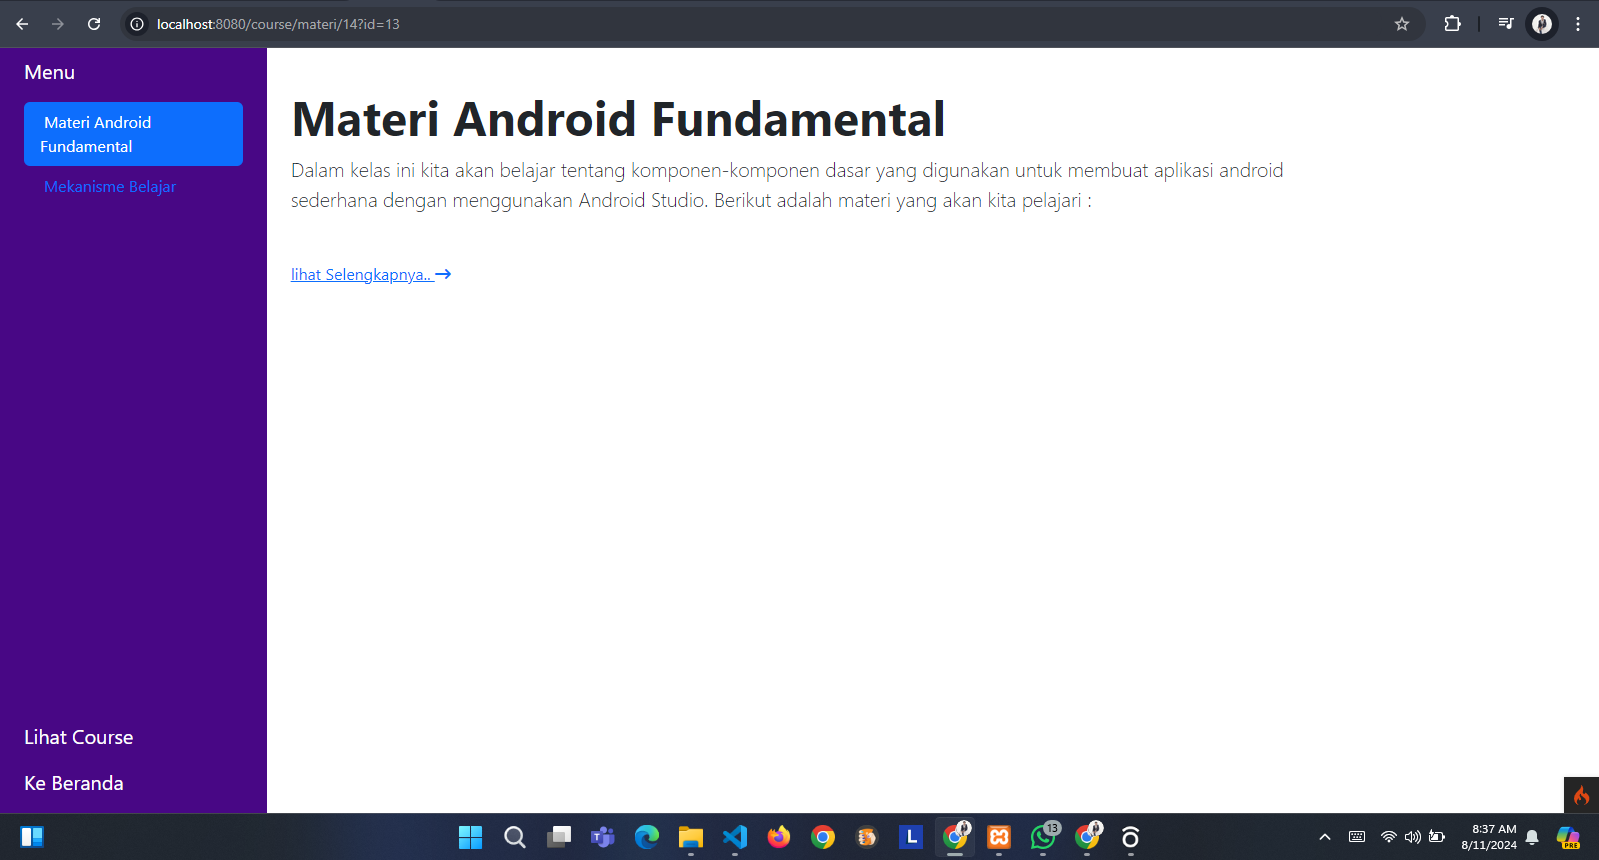 localhost:8080/course/materi/14?id=13
Menu
Materi Android
Fundamental
Mekanisme Belajar
Materi Android Fundamental
Dalam kelas ini kita akan belajar tentang komponen-komponen dasar yang digunakan untuk membuat aplikasi android
sederhana dengan menggunakan Android Studio. Berikut adalah materi yang akan kita pelajari :
lihat Selengkapnya..
Lihat Course
Ke Beranda
T
L
13
8:37 AM
8/11/2024
PRE